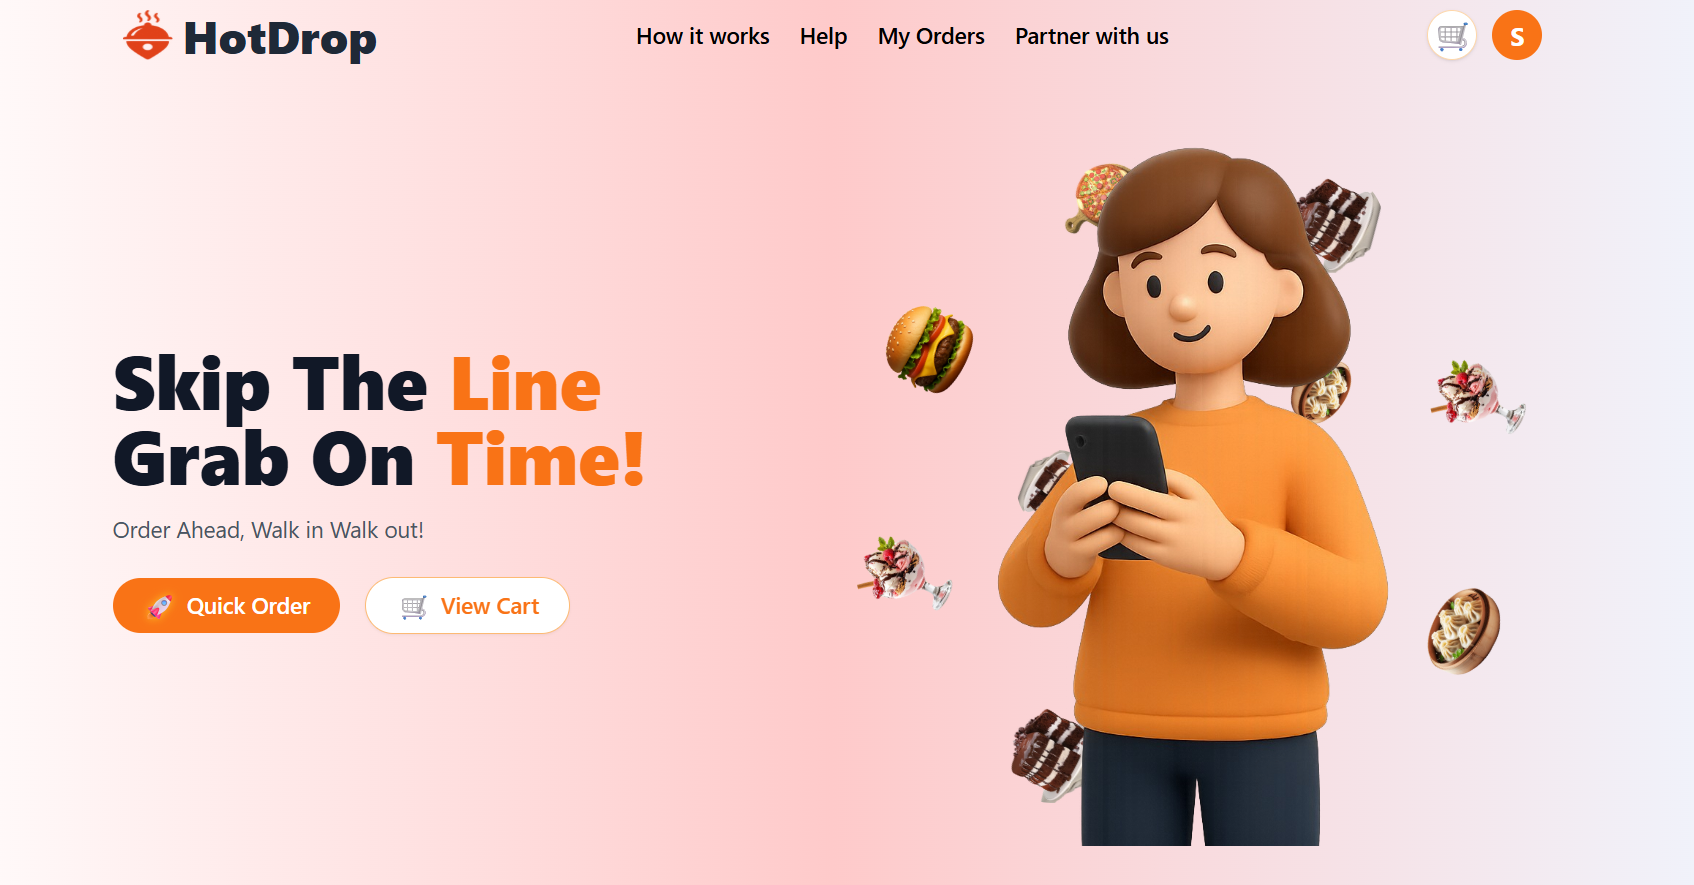 HotDrop
How it works
Help
My Orders
Partner with us
S
Skip The Line
Grab On Time!
Order Ahead, Walk in Walk out!
Quick Order
View Cart